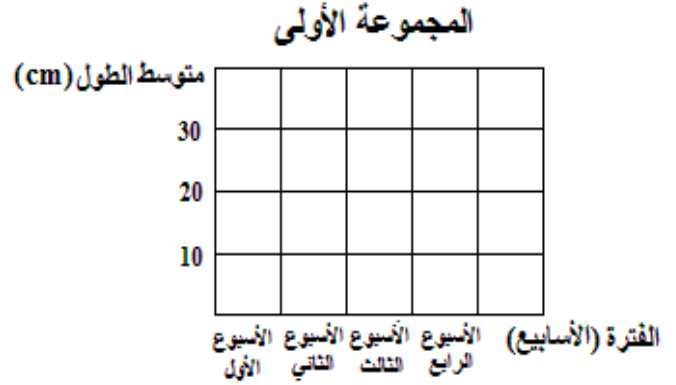 المجموعة الأولى
متوسط الطول (cm)
30
20
10
الأسبوع الأول
الأسبوع الثاني
الأسبوع الثالث
الأسبوع الرابع
الفترة (الأسابيع)